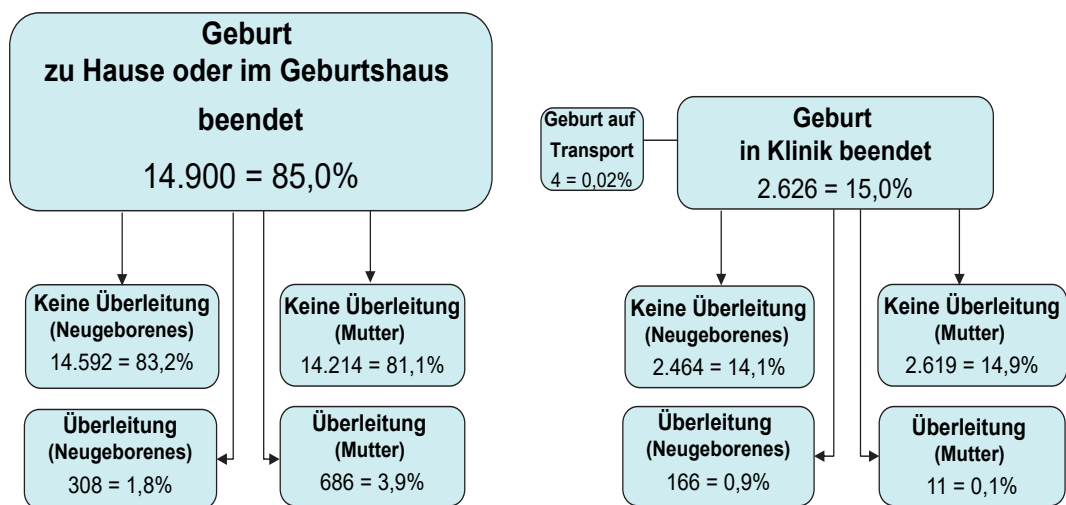 Geburt
zu Hause oder im Geburtshaus
beendet
14.900 = 85,0%
Keine Überleitung
(Neugeborenes)
14.592 = 83,2%
Keine Überleitung
(Mutter)
14.214 = 81,1%
Überleitung
(Neugeborenes)
308 = 1,8%
Überleitung
(Mutter)
686 = 3,9%
Geburt auf
Transport
4 = 0,02%
Geburt
in Klinik beendet
2.626 = 15,0%
Keine Überleitung
(Neugeborenes)
2.464 = 14,1%
Keine Überleitung
(Mutter)
2.619 = 14,9%
Überleitung
(Neugeborenes)
166 = 0,9%
Überleitung
(Mutter)
11 = 0,1%